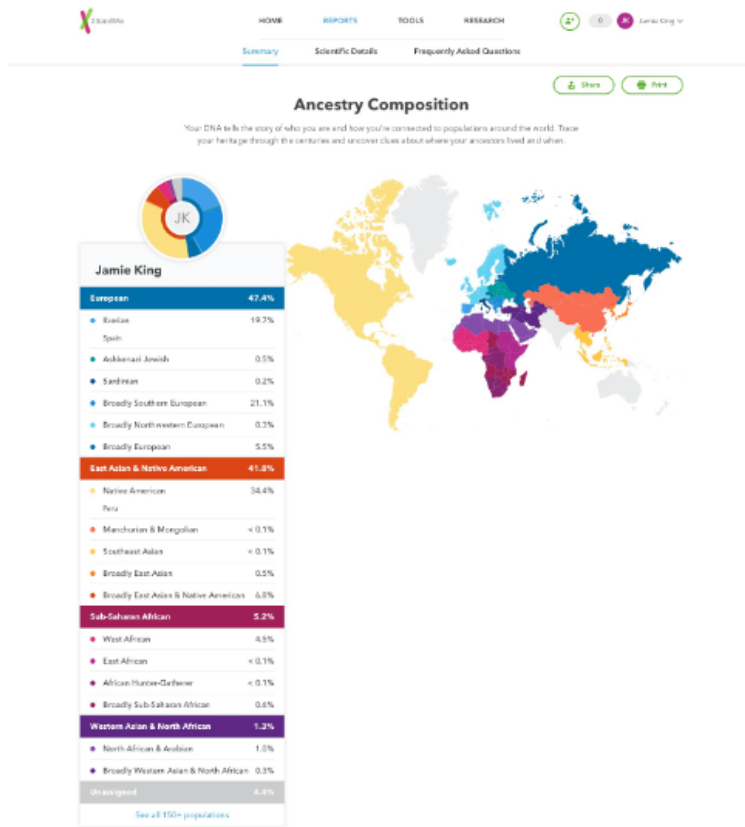 23andMe
HOME REPORTS TOOLS RESEARCH 0 JK Jamie King
Summary Scientific Details Frequently Asked Questions
Share Print
Ancestry Composition
Your DNA tells the story of who you are and how you're connected to populations around the world. Trace
your heritage through the centuries and uncover clues about where your ancestors lived and when.
JK
Jamie King
European 47.4%
Iberian 19.7%
Spain
Ashkenazi Jewish 0.5%
Sardinian 0.2%
Broadly Southern European 21.1%
Broadly Northwestern European 0.3%
Broadly European 5.5%
East Asian & Native American 41.8%
Native American 34.4%
Peru
Manchurian & Mongolian < 0.1%
Southeast Asian < 0.1%
Broadly East Asian 0.5%
Broadly East Asian & Native American 6.8%
Sub-Saharan African 5.2%
West African 4.5%
East African < 0.1%
African Hunter-Gatherer < 0.1%
Broadly Sub-Saharan African 0.6%
Western Asian & North African 1.3%
North African & Arabian 1.0%
Broadly Western Asian & North African 0.3%
Unassigned 4.4%
See all 150+ populations